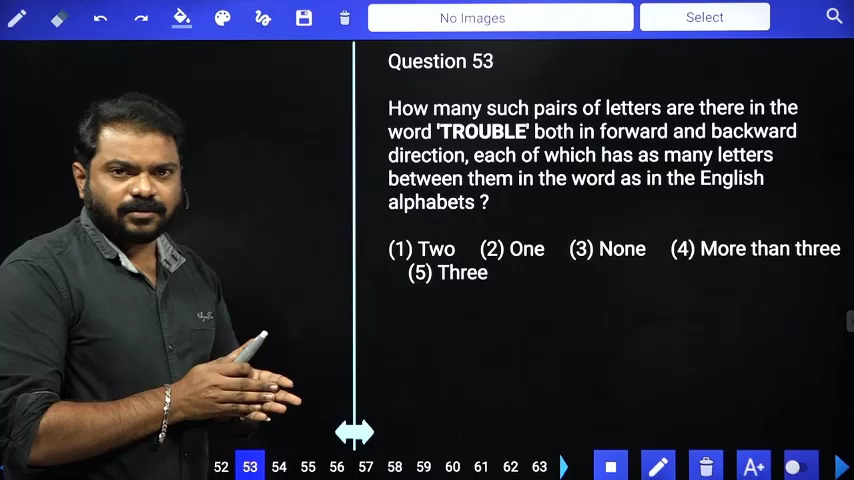 No Images
Select
Question 53
How many such pairs of letters are there in the
word 'TROUBLE' both in forward and backward
direction, each of which has as many letters
between them in the word as in the English
alphabets ?
(1) Two (2) One (3) None (4) More than three
(5) Three
52 53 54 55 56 57 58 59 60 61 62 63
A+